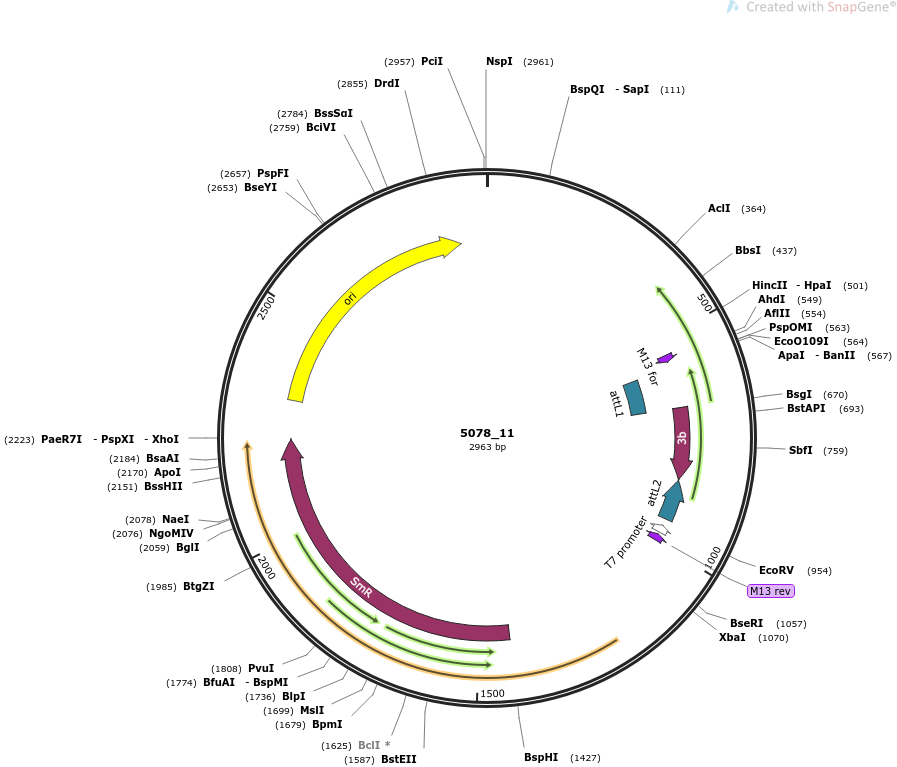 Created with SnapGene®
(2957) PciI
NspI (2961)
(2855) DrdI
BspQI - SapI (111)
(2784) BssSαI
(2759) BciVI
(2657) PspFI
(2653) BseYI
AclI (364)
BbsI (437)
HincII - HpaI (501)
AhdI (549)
AflII (554)
PspOMI (563)
EcoO109I (564)
ApaI - BanII (567)
BsgI (670)
BstAPI (693)
SbfI (759)
ori
2500
500
M13 for
attL1
3b
attL2
T7 promoter
5078_11
2963 bp
(2223) PaeR7I - PspXI - XhoI
(2184) BsaAI
(2170) ApoI
(2151) BssHII
(2078) NaeI
(2076) NgoMIV
(2059) BglI
(1985) BtgZI
2000
SmR
1000
EcoRV (954)
M13 rev
BseRI (1057)
XbaI (1070)
(1808) PvuI
(1774) BfuAI - BspMI
(1736) BlpI
(1699) MslI
(1679) BpmI
(1625) BclI *
(1587) BstEII
1500
BspHI (1427)